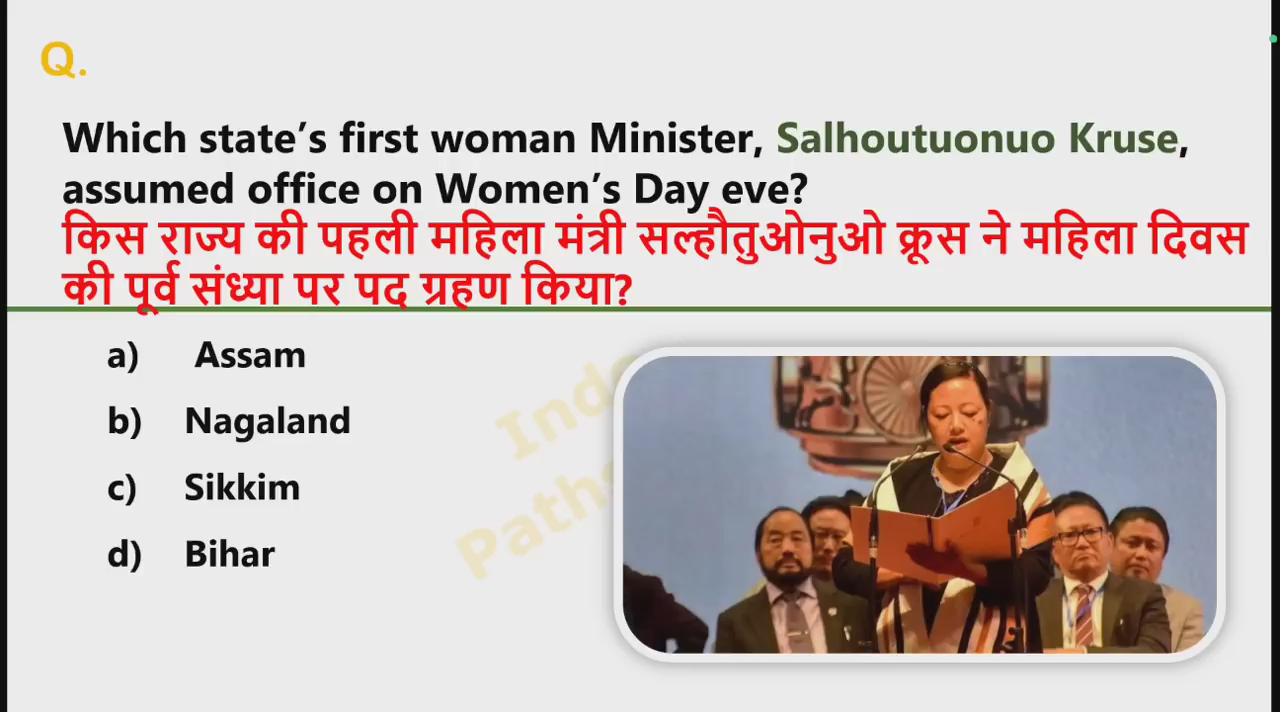 Q.
Which state’s first woman Minister, Salhoutuonuo Kruse,
assumed office on Women’s Day eve?
किस राज्य की पहली महिला मंत्री सल्हौतुओनुओ क्रूस ने महिला दिवस
की पूर्व संध्या पर पद ग्रहण किया?
a) Assam
b) Nagaland
c) Sikkim
d) Bihar